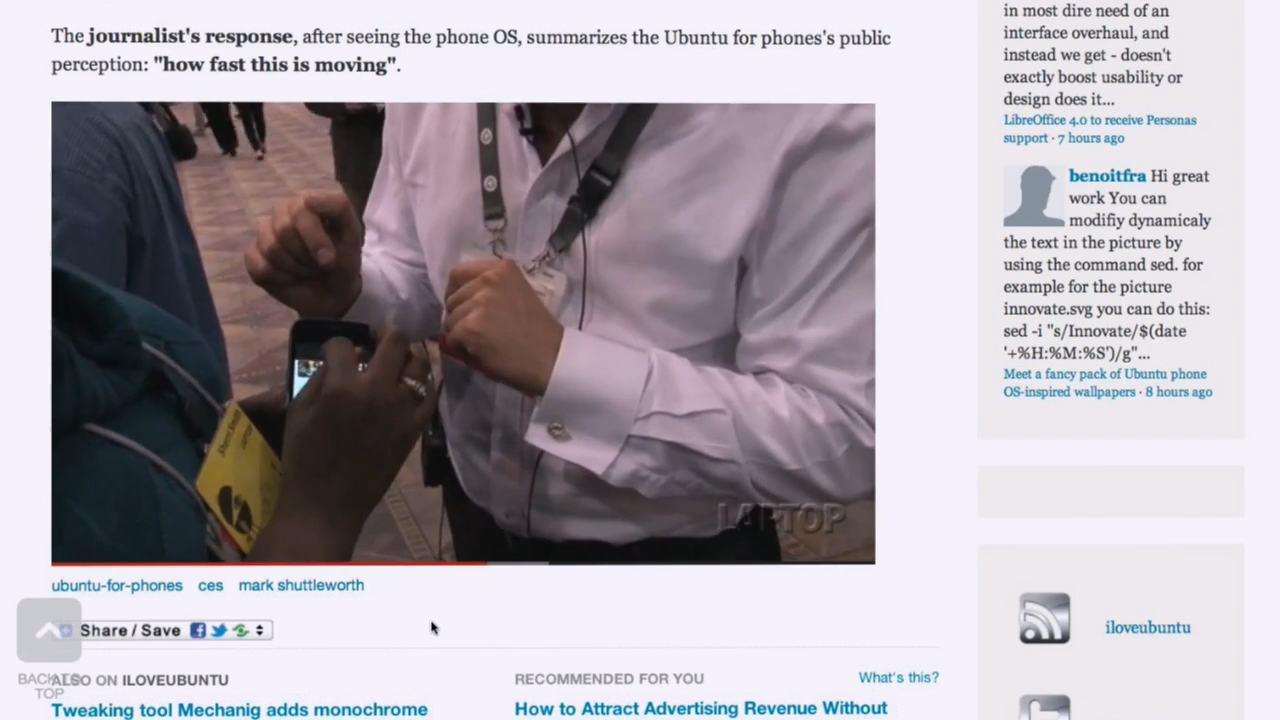 The journalist's response, after seeing the phone OS, summarizes the Ubuntu for phones's public
perception: "how fast this is moving".
LAPTOP
ubuntu-for-phones ces mark shuttleworth
Share / Save
BACK TO
TOP
ALSO ON ILOVEUBUNTU
Tweaking tool Mechanig adds monochrome
RECOMMENDED FOR YOU
What's this?
How to Attract Advertising Revenue Without
in most dire need of an
interface overhaul, and
instead we get - doesn't
exactly boost usability or
design does it...
LibreOffice 4.0 to receive Personas
support · 7 hours ago
benoitfra Hi great
work You can
modifiy dynamicaly
the text in the picture by
using the command sed. for
example for the picture
innovate.svg you can do this:
sed -i "s/Innovate/$(date
'+%H:%M:%S')/g"...
Meet a fancy pack of Ubuntu phone
OS-inspired wallpapers · 8 hours ago
iloveubuntu